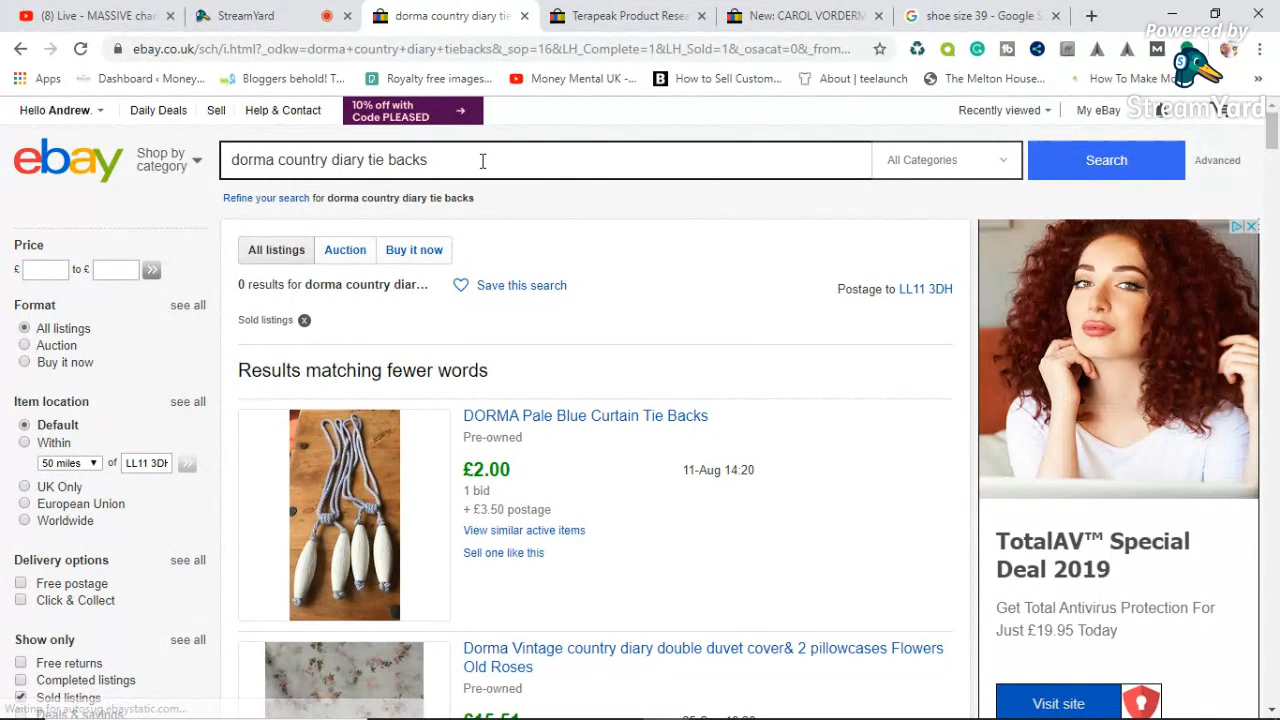 (5) Live - MASSIVE char
StreamYard
dorma country diary tie
Terapeak Product Resea
New: CAROL VORDERM
shoe size 39 - Google S
Powered by
StreamYard
ebay.co.uk/sch/i.html?_odkw=dorma+country+diary+tiebacks&_sop=16&LH_Complete=1&LH_Sold=1&_osacat=0&_from...
Apps
Dashboard ‹ Money...
Bloggers behold! T...
Royalty free images...
Money Mental UK -...
How to Sell Custom...
About | teelaunch
The Melton House...
How To Make Mo
Hello Andrew.
Daily Deals
Sell
Help & Contact
10% off with
Code PLEASED
Recently viewed
My eBay
ebay
Shop by
category
dorma country diary tie backs
All Categories
Search
Advanced
Refine your search for dorma country diary tie backs
Price
£
to £
Format
see all
All listings
Auction
Buy it now
Item location
see all
Default
Within
50 miles
of
LL11 3DH
UK Only
European Union
Worldwide
Delivery options
see all
Free postage
Click & Collect
Show only
see all
Free returns
Completed listings
Sold listings
Deals & savings
Waiting for autosug.ebaystatic.com...
All listings
Auction
Buy it now
0 results for dorma country diar...
Save this search
Postage to LL11 3DH
Sold listings
Results matching fewer words
DORMA Pale Blue Curtain Tie Backs
Pre-owned
£2.00
11-Aug 14:20
1 bid
+ £3.50 postage
View similar active items
Sell one like this
Dorma Vintage country diary double duvet cover& 2 pillowcases Flowers
Old Roses
Pre-owned
£15.51
TotalAV™ Special
Deal 2019
Get Total Antivirus Protection For
Just £19.95 Today
Visit site